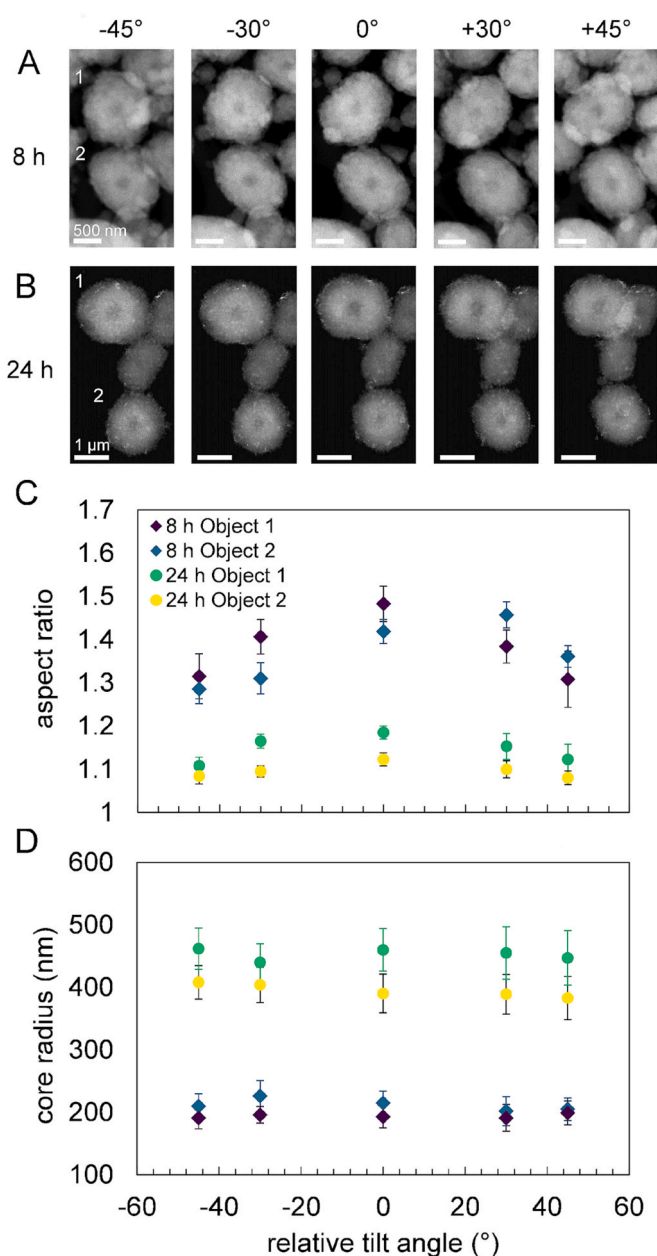 -45° -30° 0° +30° +45°
A
1
8 h
2
500 nm
B
1
24 h
2
1 µm
C
1.7
1.6
1.5
1.4
1.3
1.2
1.1
1
aspect ratio
8 h Object 1
8 h Object 2
24 h Object 1
24 h Object 2
D
600
500
400
300
200
100
core radius (nm)
-60 -40 -20 0 20 40 60
relative tilt angle (°)